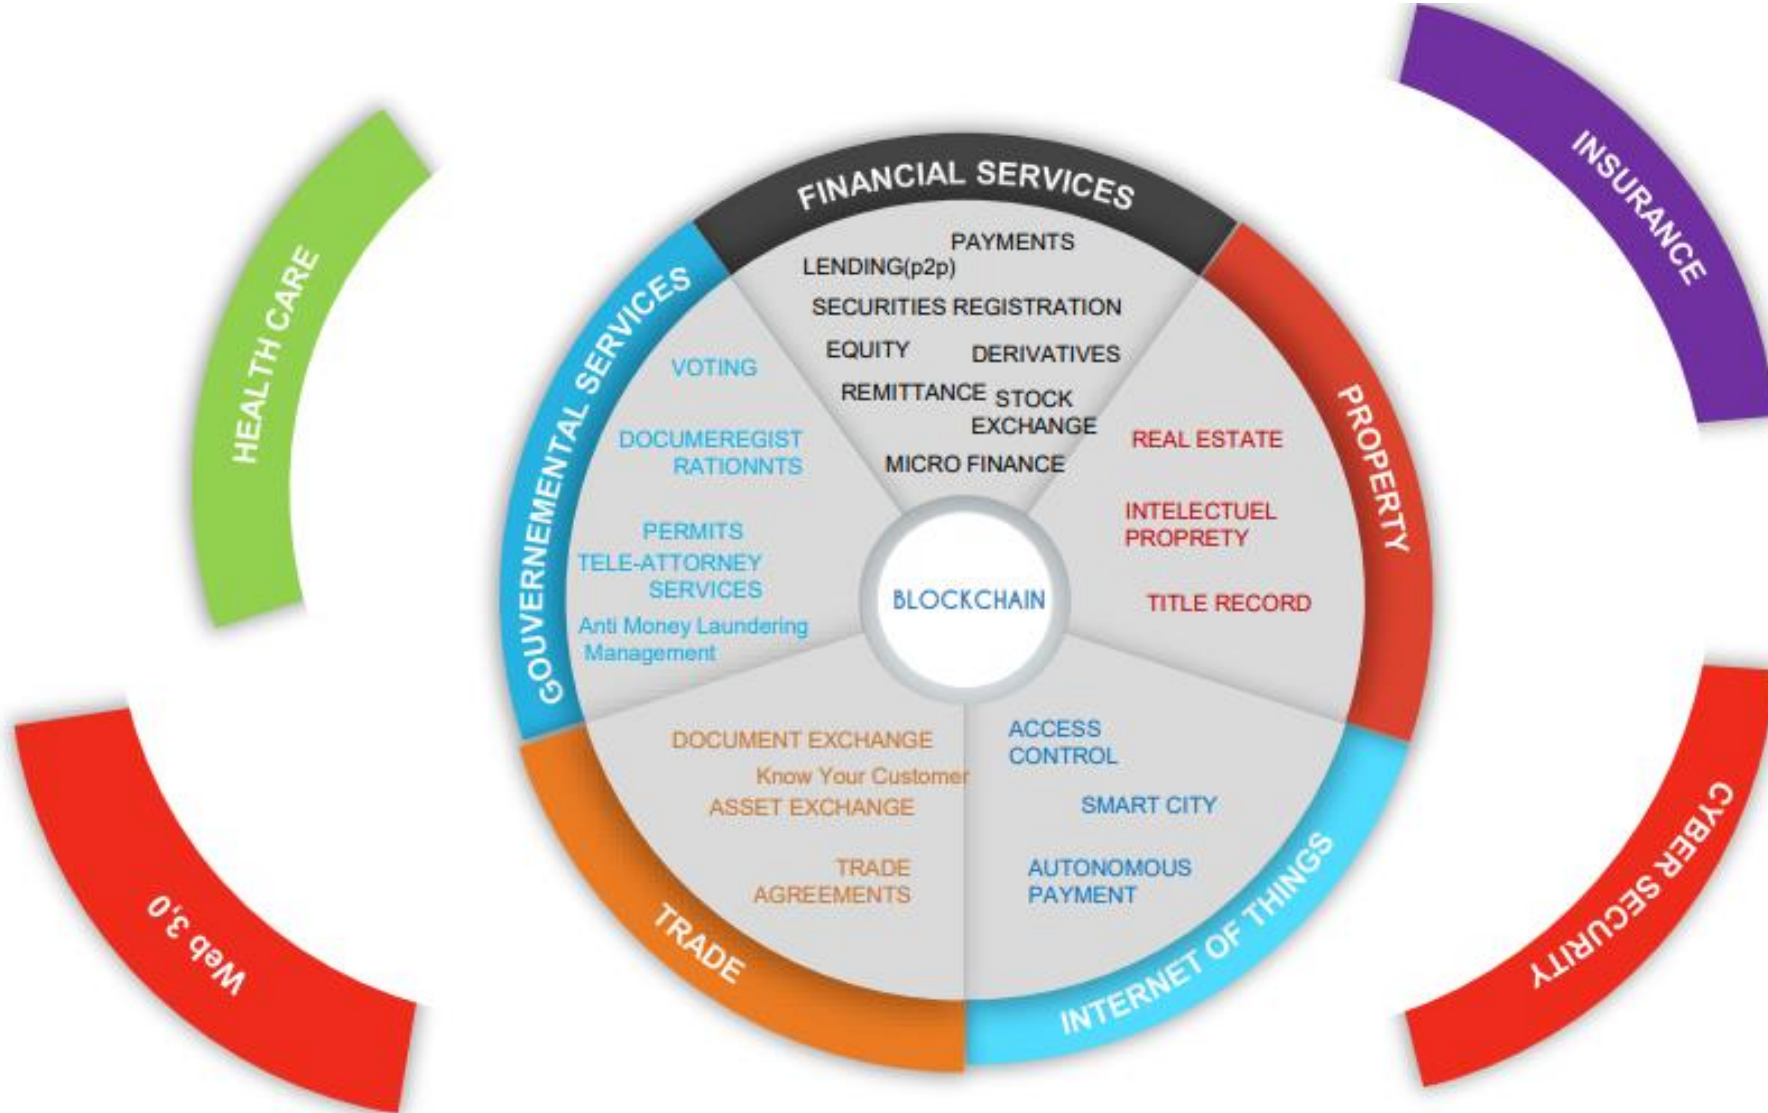 FINANCIAL SERVICES
PAYMENTS
LENDING(p2p)
SECURITIES REGISTRATION
EQUITY
DERIVATIVES
REMITTANCE
STOCK
EXCHANGE
MICRO FINANCE
PROPERTY
REAL ESTATE
INTELECTUEL
PROPRETY
TITLE RECORD
INTERNET OF THINGS
ACCESS
CONTROL
SMART CITY
AUTONOMOUS
PAYMENT
TRADE
DOCUMENT EXCHANGE
Know Your Customer
ASSET EXCHANGE
TRADE
AGREEMENTS
GOUVERNEMENTAL SERVICES
VOTING
DOCUMEREGIST
RATIONNTS
PERMITS
TELE-ATTORNEY
SERVICES
Anti Money Laundering
Management
BLOCKCHAIN
HEALTH CARE
INSURANCE
CYBER SECURITY
Web 3,0